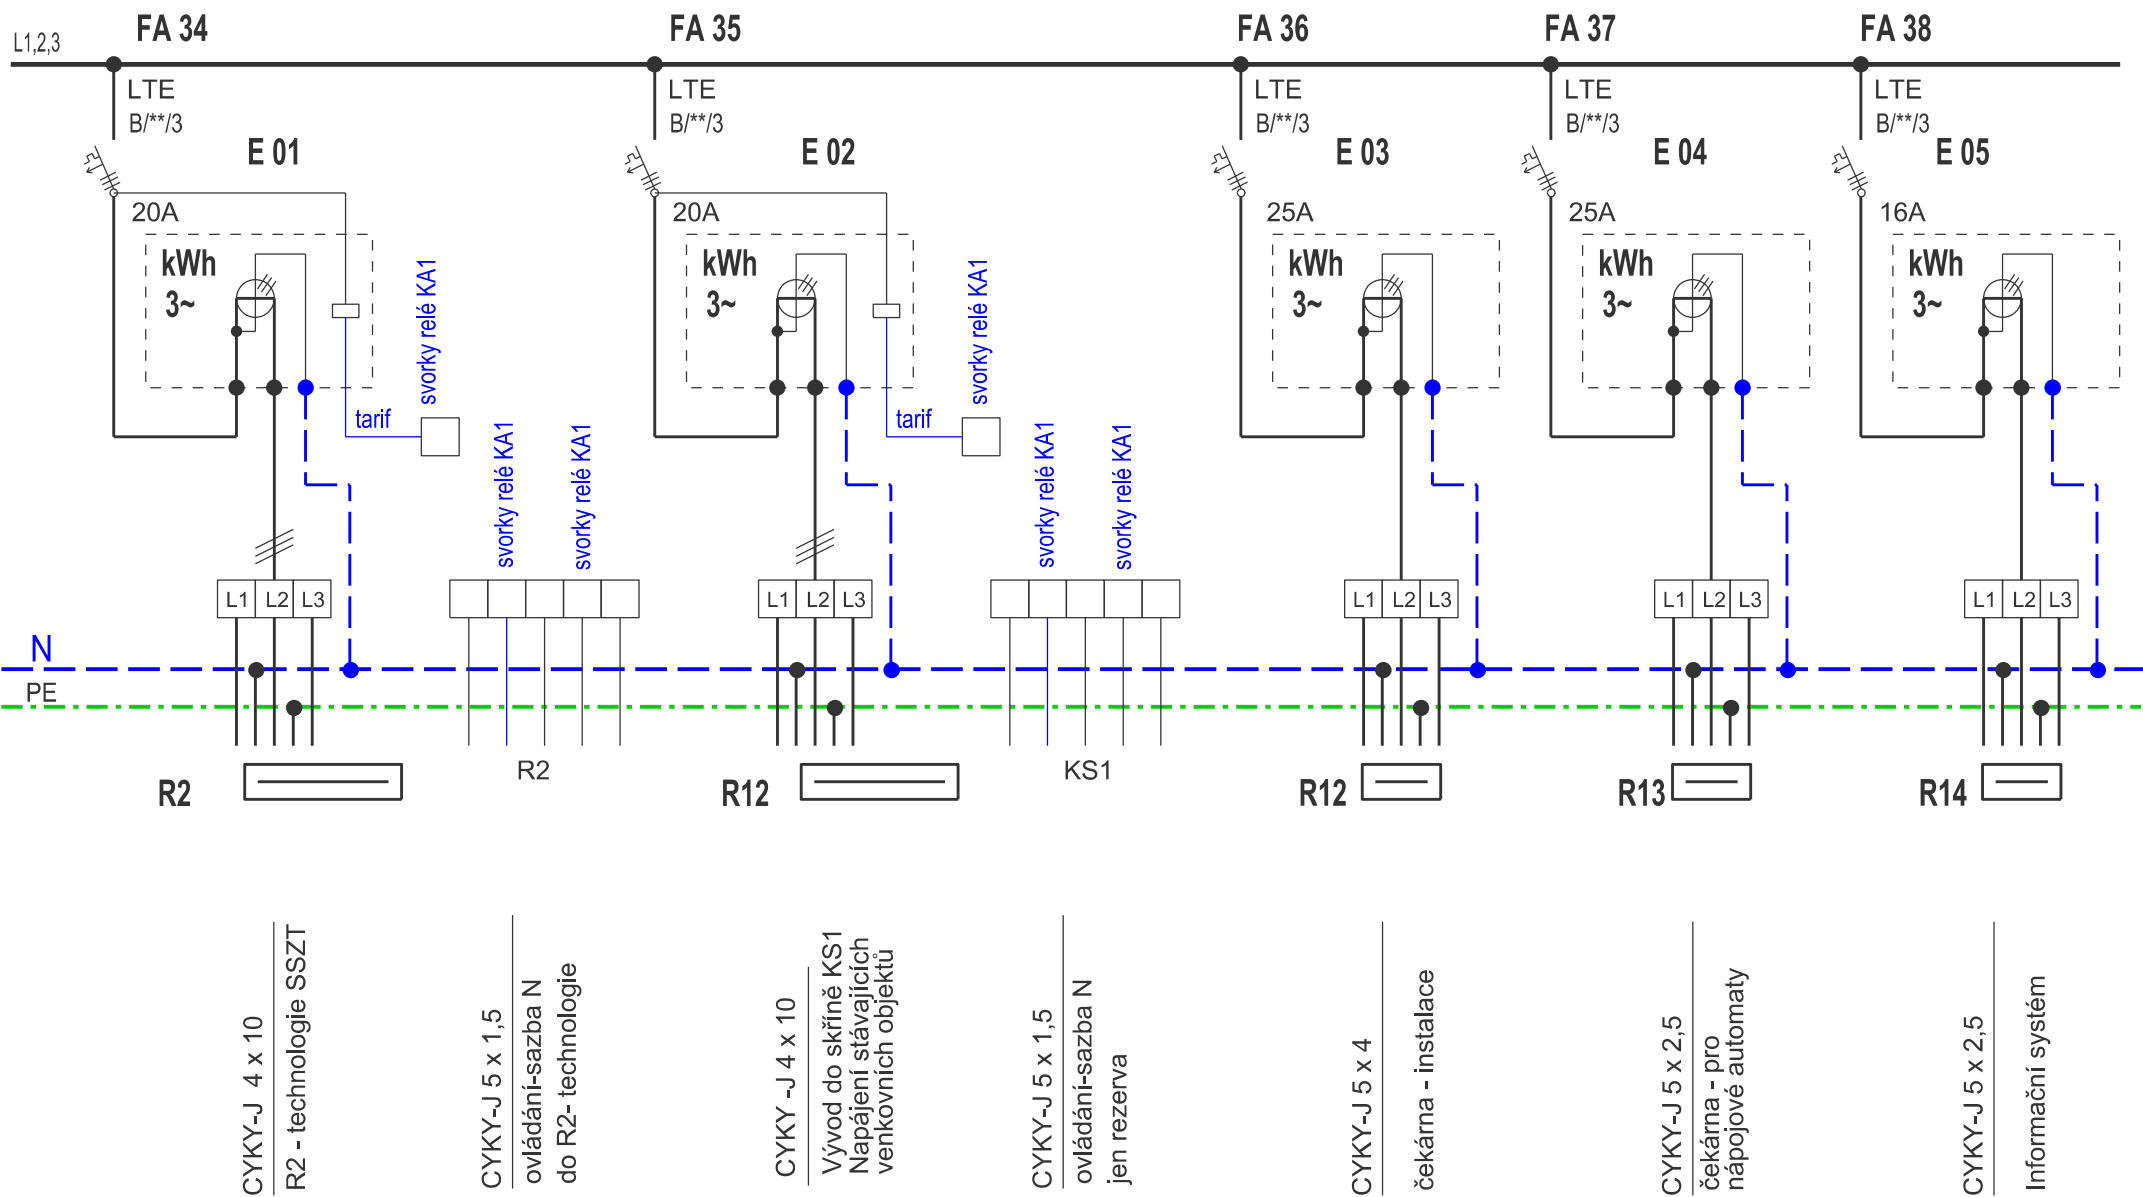 FA 34
FA 35
FA 36
FA 37
FA 38
L1,2,3
LTE
B/**/3
LTE
B/**/3
LTE
B/**/3
LTE
B/**/3
LTE
B/**/3
E 01
E 02
E 03
E 04
E 05
20A
20A
25A
25A
16A
kWh
3~
kWh
3~
kWh
3~
kWh
3~
kWh
3~
svorky relé KA1
svorky relé KA1
tarif
tarif
svorky relé KA1
svorky relé KA1
svorky relé KA1
svorky relé KA1
L1 L2 L3
L1 L2 L3
L1 L2 L3
L1 L2 L3
L1 L2 L3
N
PE
R2
R2
R12
KS1
R12
R13
R14
CYKY-J 4 x 10
R2 - technologie SSZT
CYKY-J 5 x 1,5
ovládání-sazba N
do R2- technologie
CYKY -J 4 x 10
Vývod do skříně KS1
Napájení stávajících
venkovních objektů
CYKY-J 5 x 1,5
ovládání-sazba N
jen rezerva
CYKY-J 5 x 4
čekárna - instalace
CYKY-J 5 x 2,5
čekárna - pro
nápojové automaty
CYKY-J 5 x 2,5
Informační systém